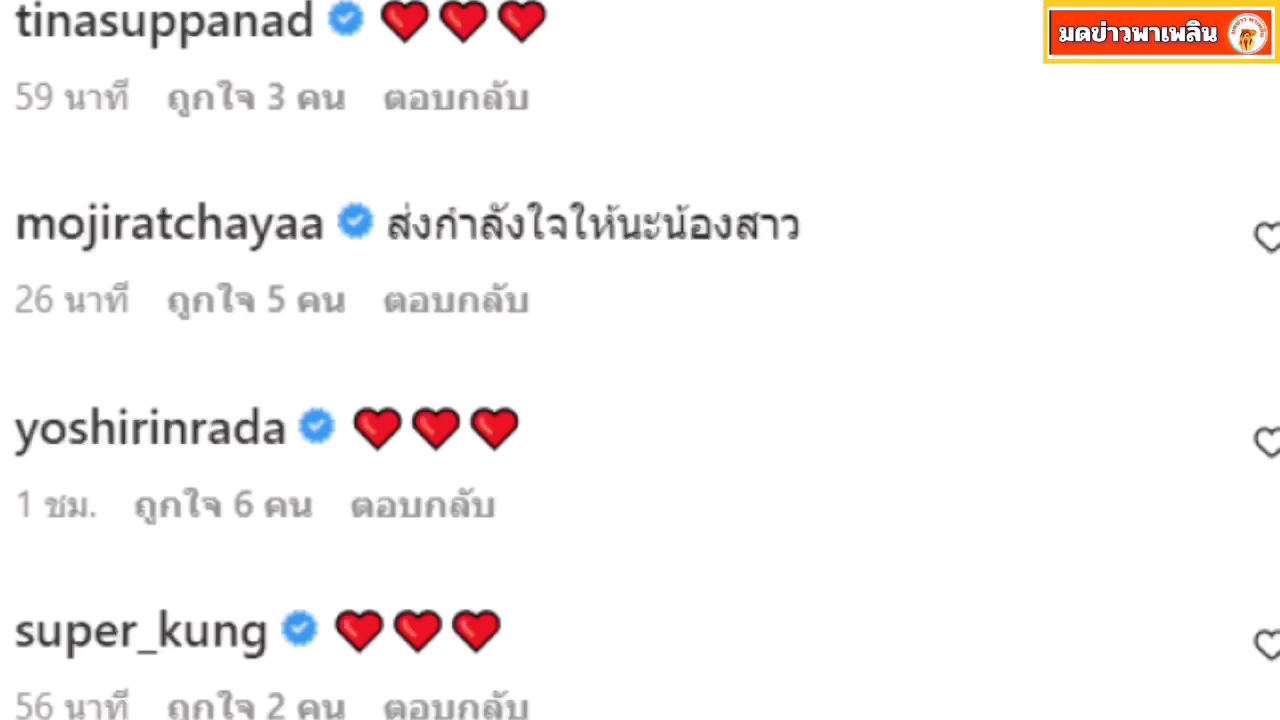 tinasuppanad ❤️❤️❤️
มดข่าวพาเพลิน
59 นาที ถูกใจ 3 คน ตอบกลับ
mojiratchayaa ส่งกำลังใจให้นะน้องสาว
26 นาที ถูกใจ 5 คน ตอบกลับ
yoshirinrada ❤️❤️❤️
1 ชม. ถูกใจ 6 คน ตอบกลับ
super_kung ❤️❤️❤️
56 นาที ถูกใจ 2 คน ตอบกลับ